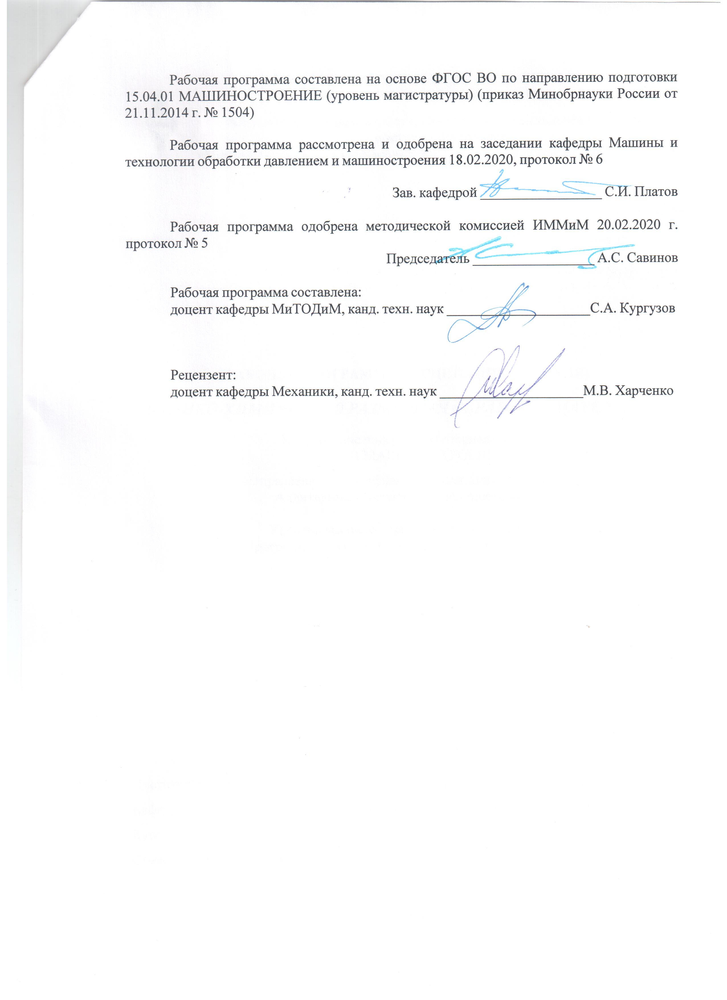 Рабочая программа составлена на основе ФГОС ВО по направлению подготовки
15.04.01 МАШИНОСТРОЕНИЕ (уровень магистратуры) (приказ Минобрнауки России от
21.11.2014 г. № 1504)
Рабочая программа рассмотрена и одобрена на заседании кафедры Машины и
технологии обработки давлением и машиностроения 18.02.2020, протокол № 6
Зав. кафедрой С.И. Платов
Рабочая программа одобрена методической комиссией ИММиМ 20.02.2020 г.
протокол № 5
Председатель А.С. Савинов
Рабочая программа составлена:
доцент кафедры МиТОДиМ, канд. техн. наук С.А. Кургузов
Рецензент:
доцент кафедры Механики, канд. техн. наук М.В. Харченко